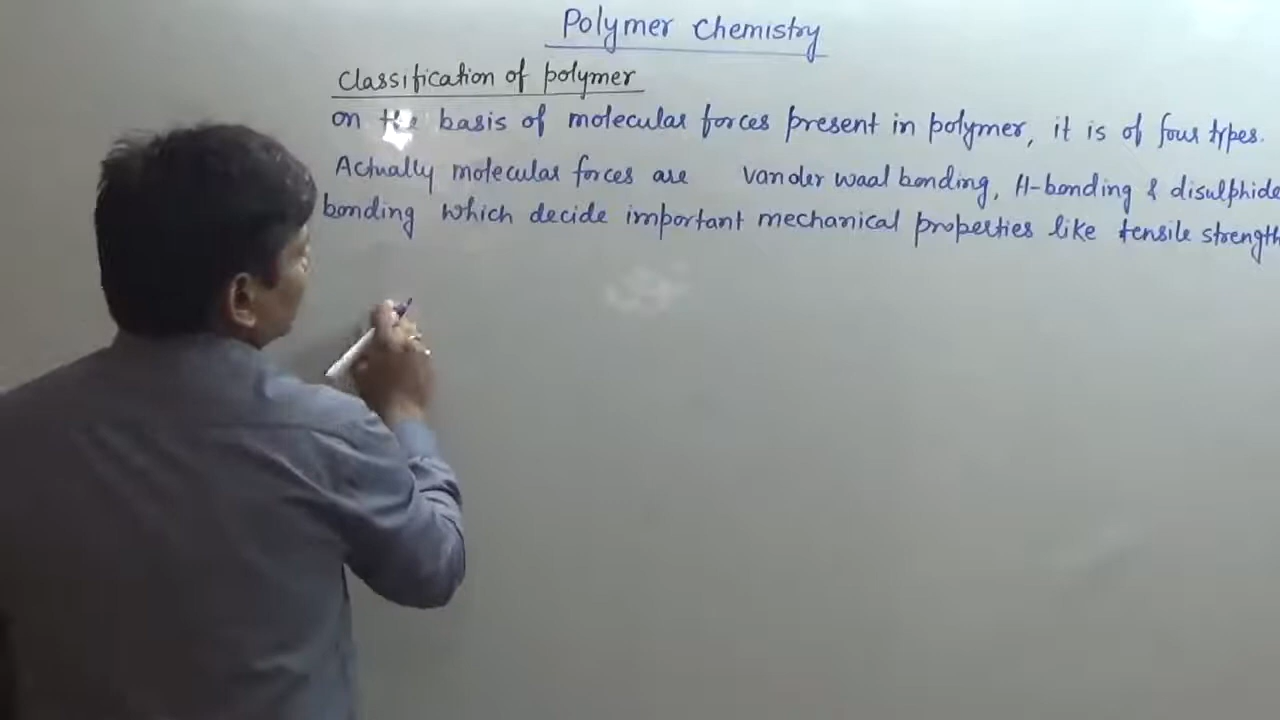 Polymer Chemistry
Classification of polymer
on the basis of molecular forces present in polymer, it is of four types.
Actually molecular forces are vander waal bonding, H-bonding & disulphide
bonding which decide important mechanical properties like tensile strength